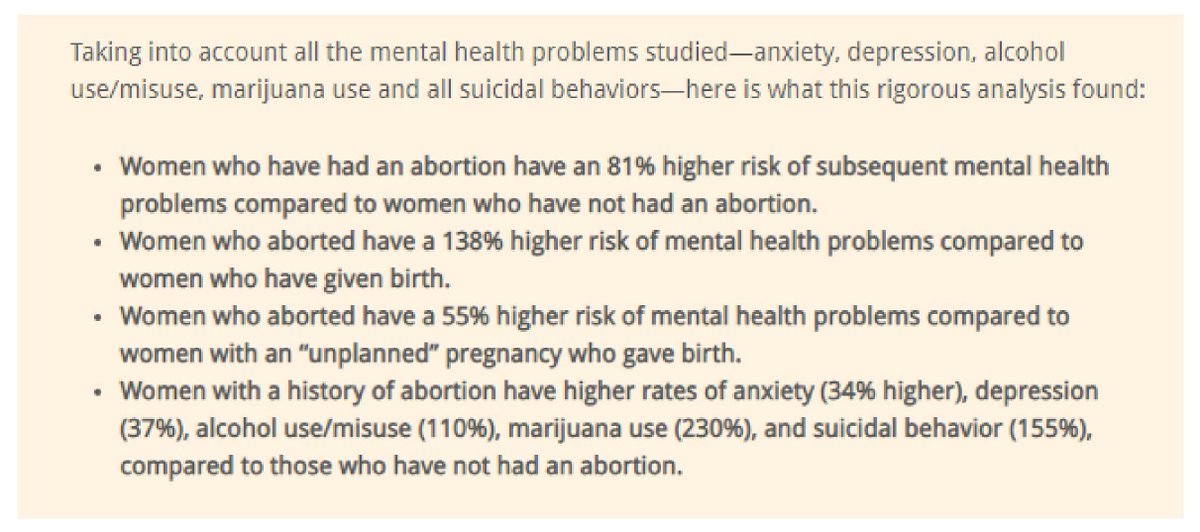 Taking into account all the mental health problems studied—anxiety, depression, alcohol
use/misuse, marijuana use and all suicidal behaviors—here is what this rigorous analysis found:
• Women who have had an abortion have an 81% higher risk of subsequent mental health
problems compared to women who have not had an abortion.
• Women who aborted have a 138% higher risk of mental health problems compared to
women who have given birth.
• Women who aborted have a 55% higher risk of mental health problems compared to
women with an “unplanned” pregnancy who gave birth.
• Women with a history of abortion have higher rates of anxiety (34% higher), depression
(37%), alcohol use/misuse (110%), marijuana use (230%), and suicidal behavior (155%),
compared to those who have not had an abortion.